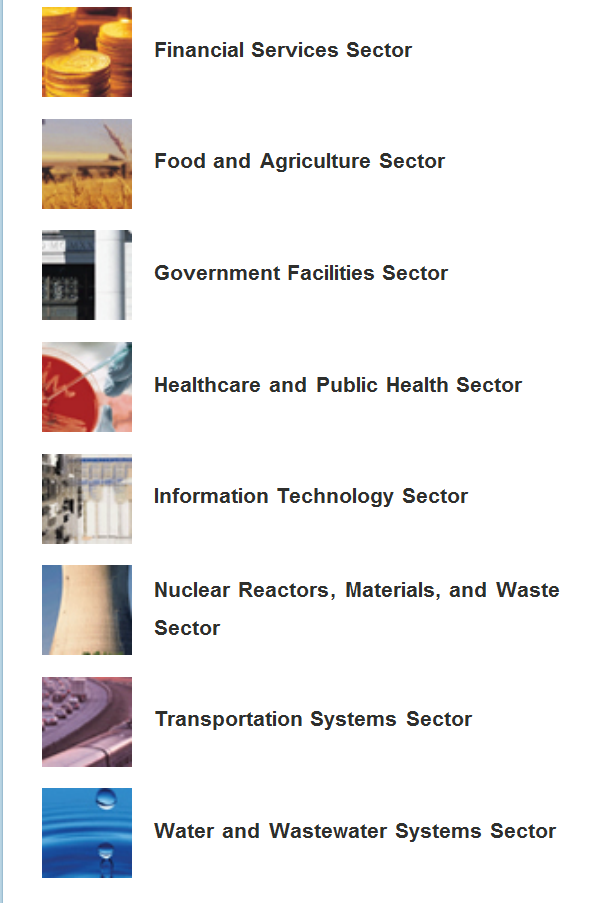 Financial Services Sector
Food and Agriculture Sector
Government Facilities Sector
Healthcare and Public Health Sector
Information Technology Sector
Nuclear Reactors, Materials, and Waste
Sector
Transportation Systems Sector
Water and Wastewater Systems Sector